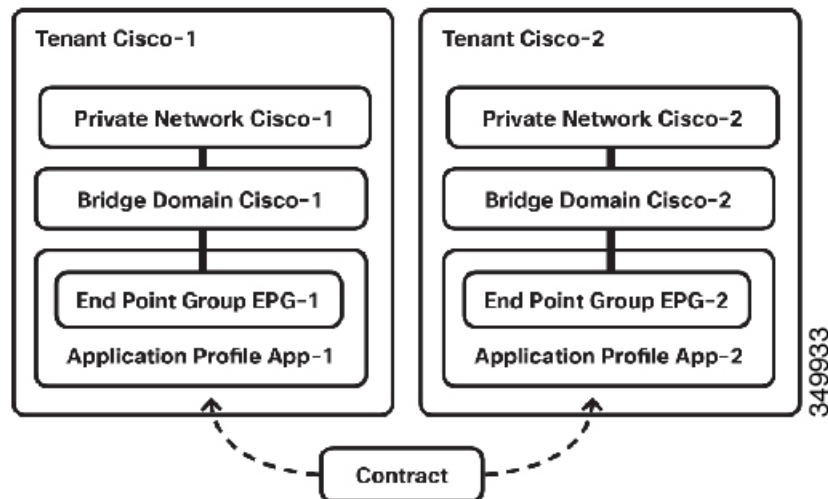 Tenant Cisco-1
Private Network Cisco-1
Bridge Domain Cisco-1
End Point Group EPG-1
Application Profile App-1
Tenant Cisco-2
Private Network Cisco-2
Bridge Domain Cisco-2
End Point Group EPG-2
Application Profile App-2
349933
Contract